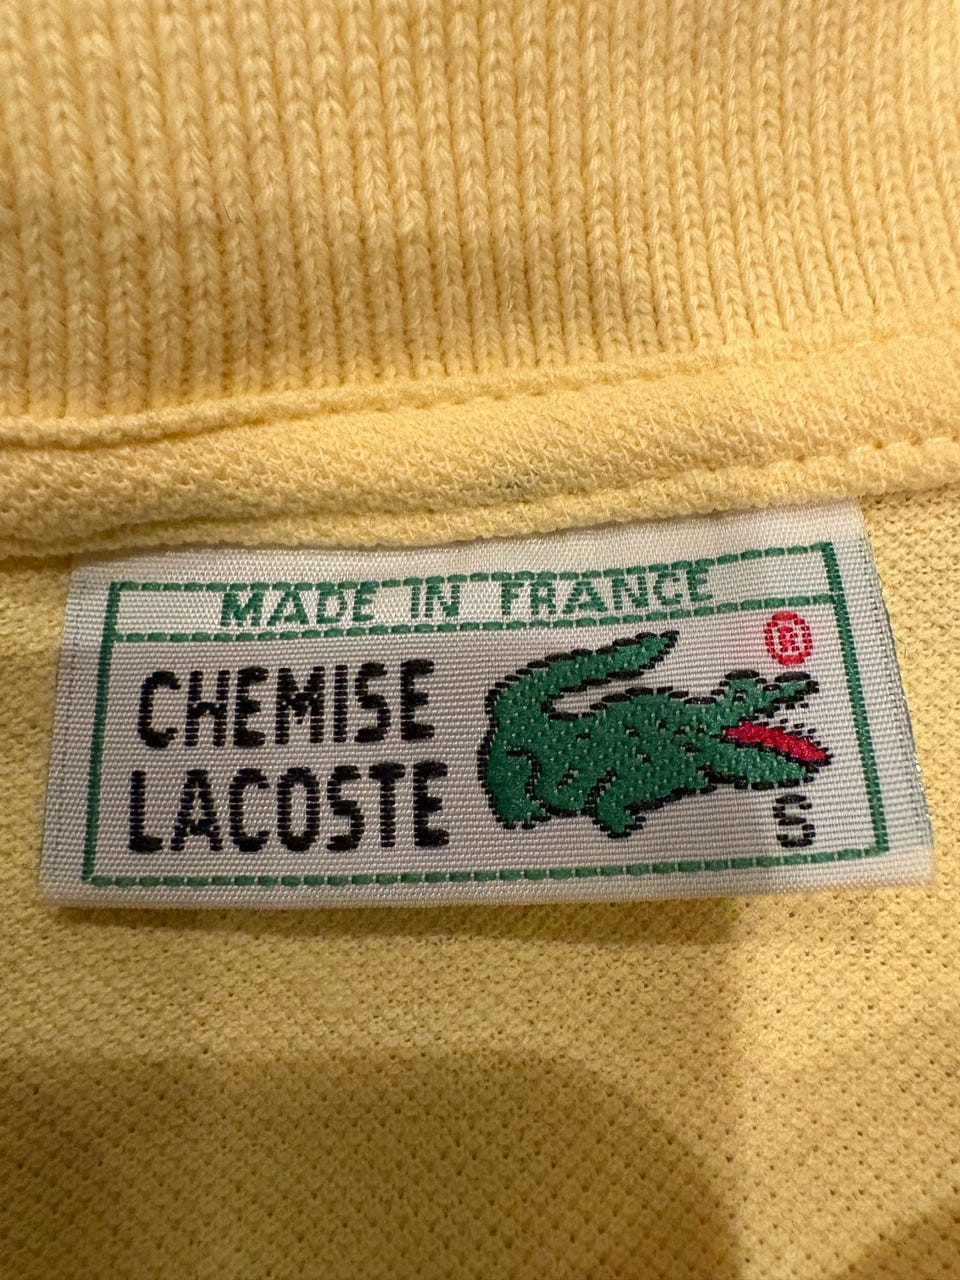 MADE IN FRANCE
®
CHEMISE
LACOSTE
S